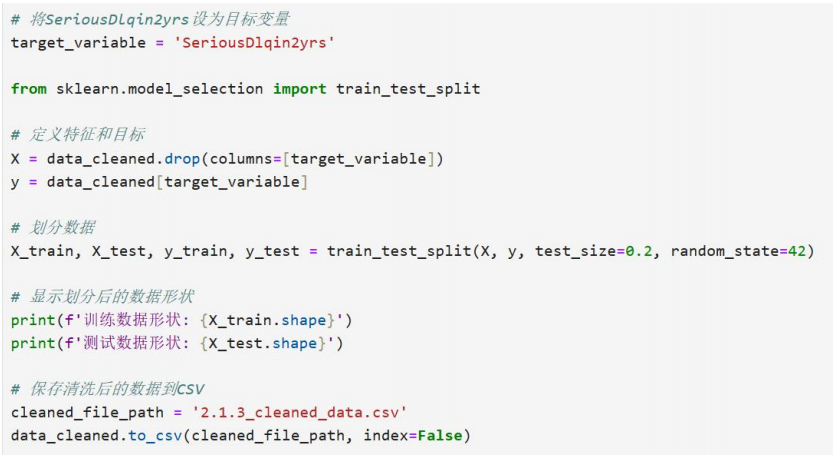 # 将SeriousDlqin2yrs设为目标变量
target_variable = 'SeriousDlqin2yrs'
from sklearn.model_selection import train_test_split
# 定义特征和目标
X = data_cleaned.drop(columns=[target_variable])
y = data_cleaned[target_variable]
# 划分数据
X_train, X_test, y_train, y_test = train_test_split(X, y, test_size=0.2, random_state=42)
# 显示划分后的数据形状
print(f'训练数据形状: {X_train.shape}')
print(f'测试数据形状: {X_test.shape}')
# 保存清洗后的数据到CSV
cleaned_file_path = '2.1.3_cleaned_data.csv'
data_cleaned.to_csv(cleaned_file_path, index=False)